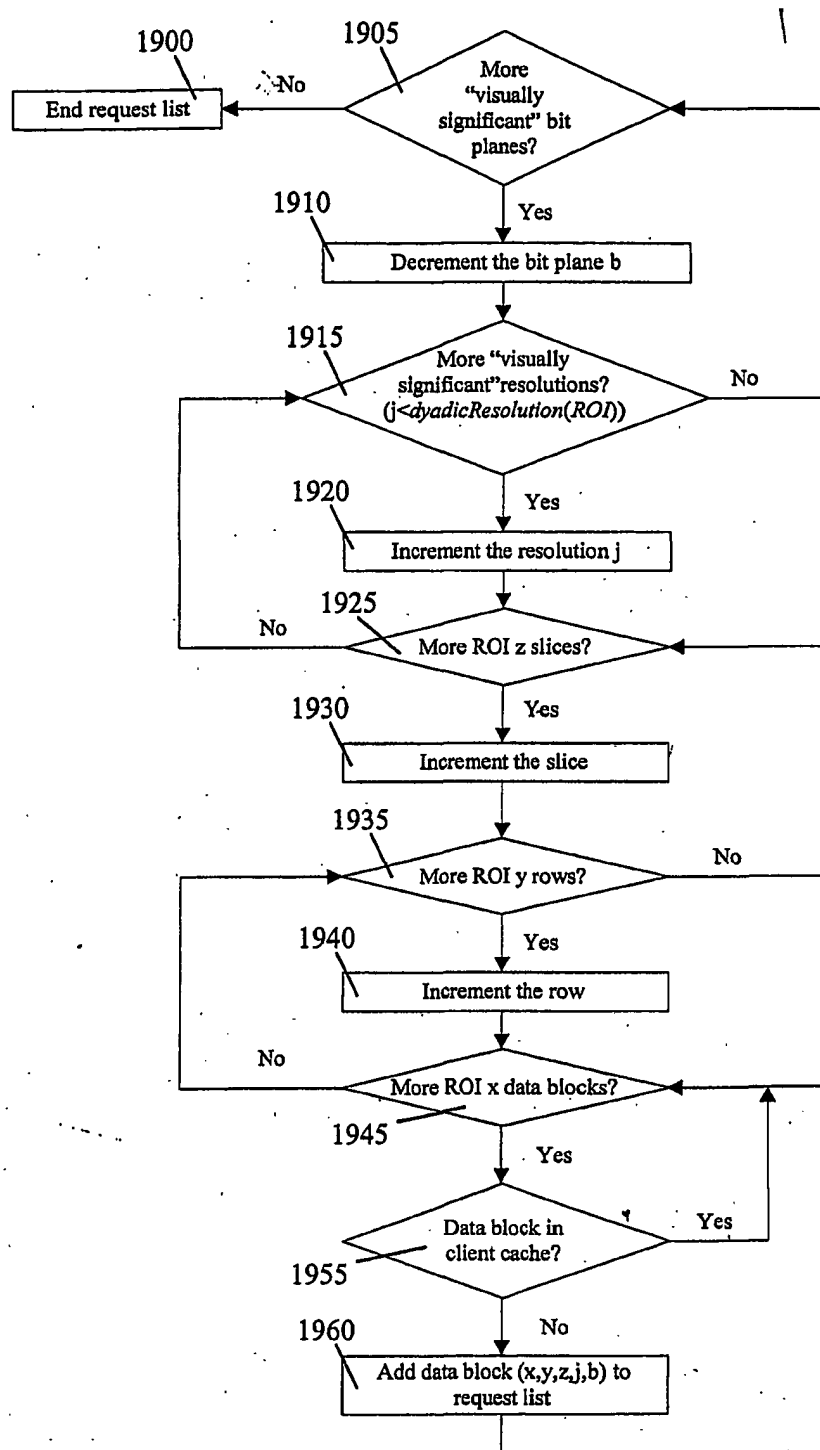 1900
1905
No
End request list
More
“visually
significant” bit
planes?
Yes
1910
Decrement the bit plane b
1915
More “visually
significant”resolutions?
(j<dyadicResolution(ROI))
No
Yes
1920
Increment the resolution j
1925
No
More ROI z slices?
Yes
1930
Increment the slice
1935
More ROI y rows?
No
Yes
1940
Increment the row
No
More ROI x data blocks?
1945
Yes
Data block in
client cache?
Yes
1955
No
1960
Add data block (x,y,z,j,b) to
request list